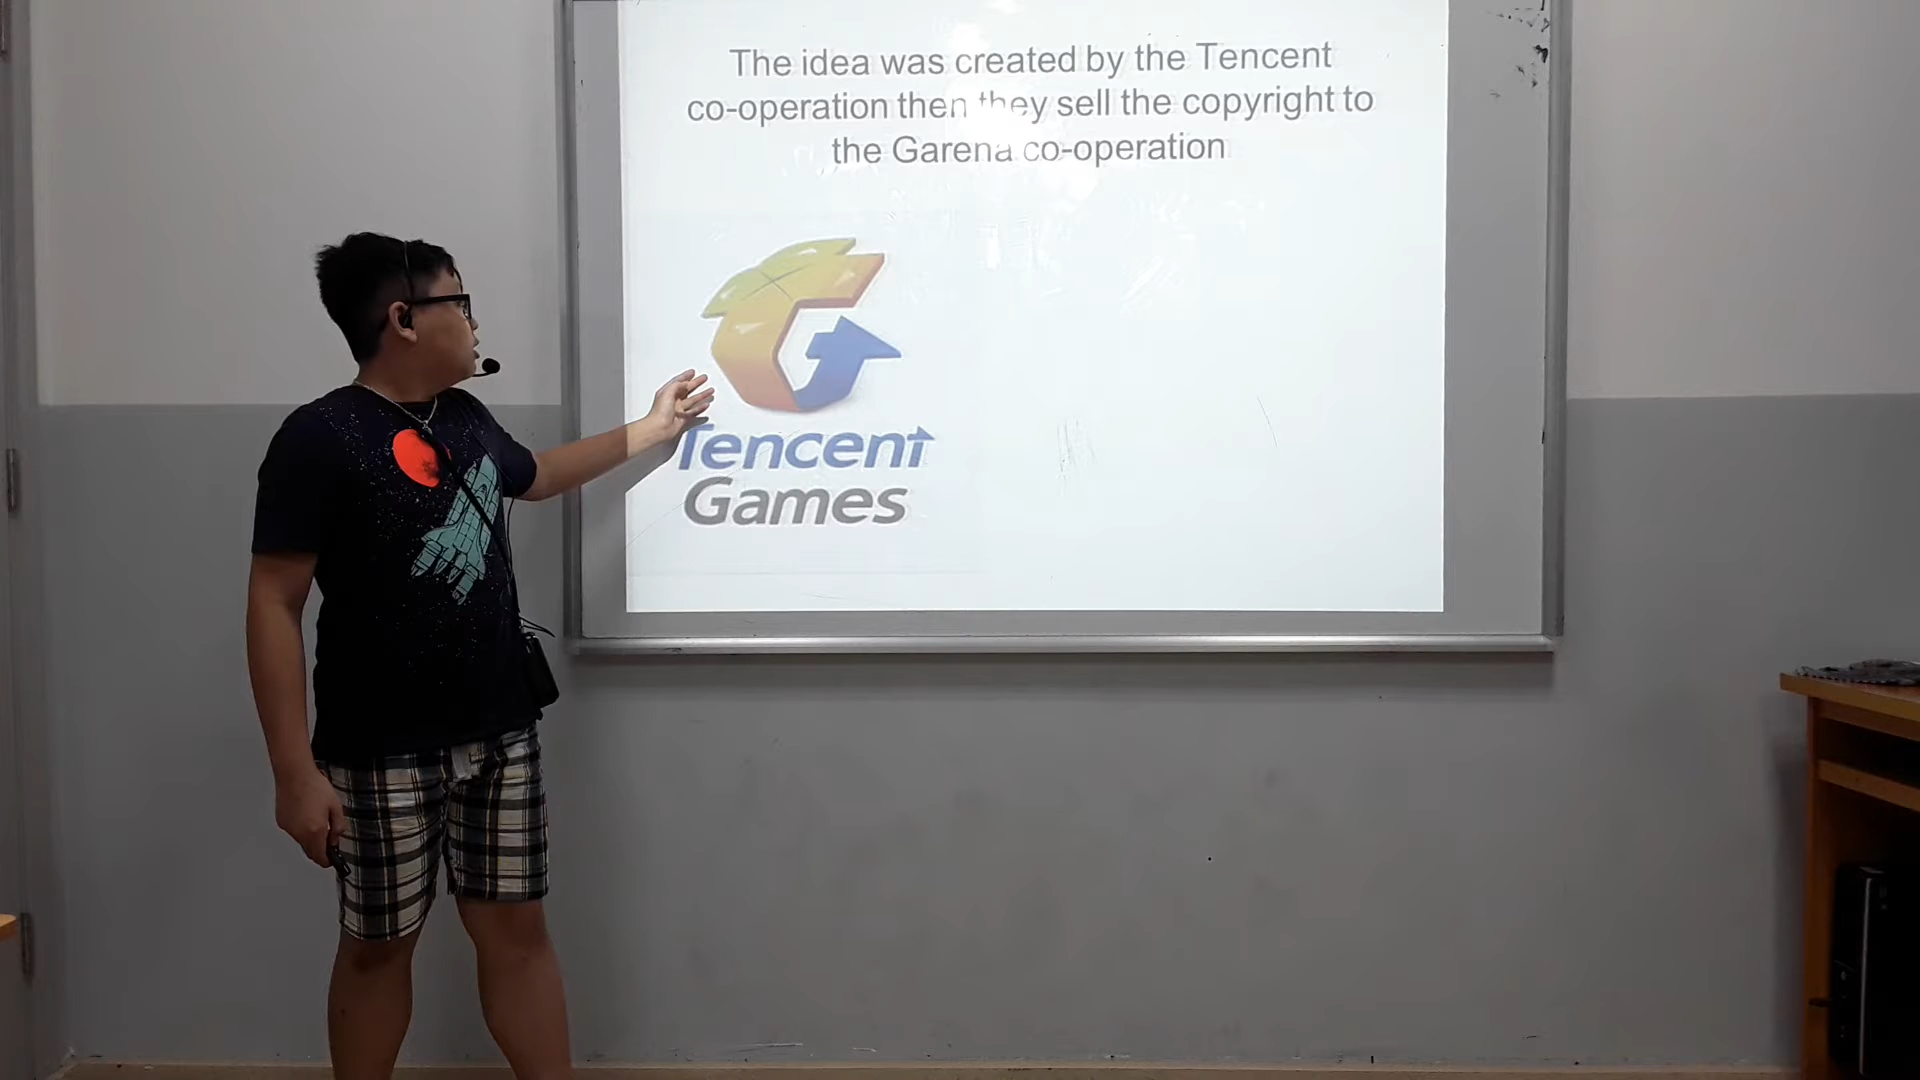 The idea was created by the Tencent
co-operation then they sell the copyright to
the Garena co-operation
Tencent
Games